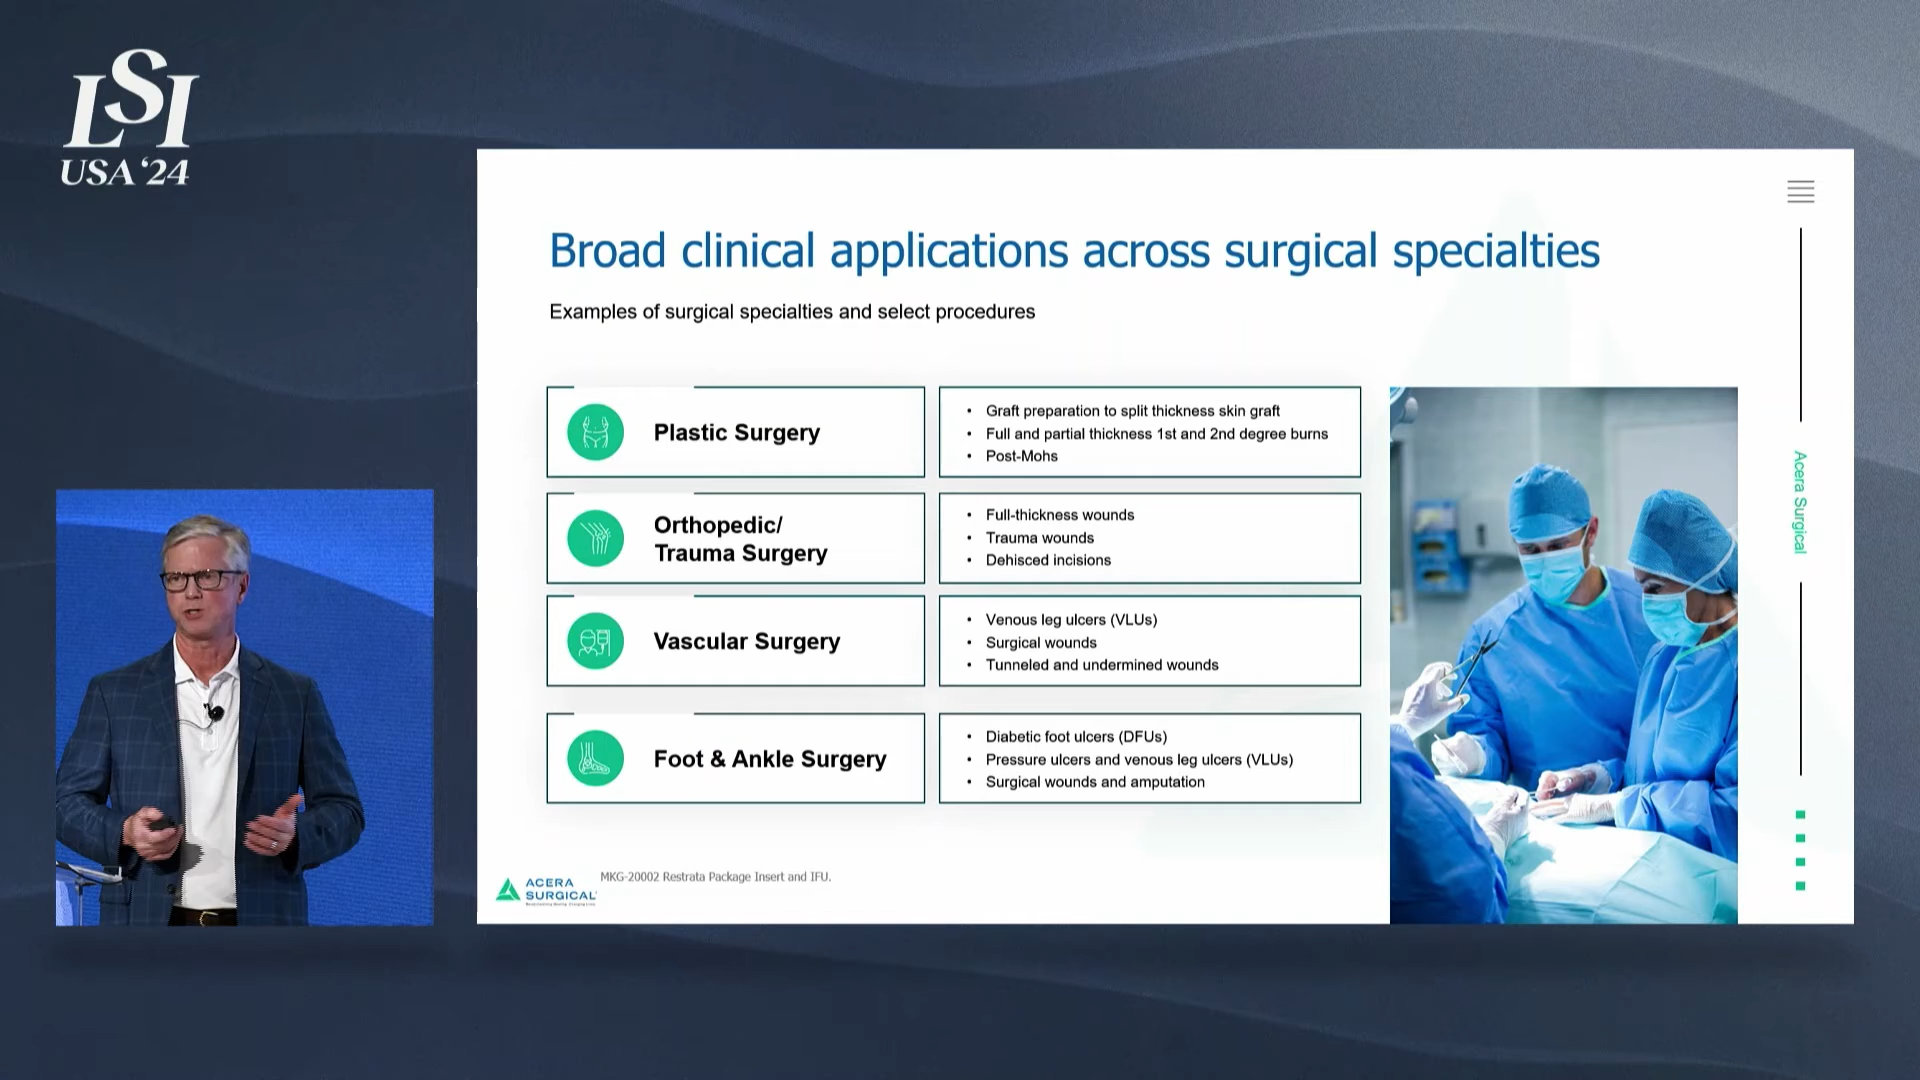 LSI
USA '24
Broad clinical applications across surgical specialties
Examples of surgical specialties and select procedures
Plastic Surgery
• Graft preparation to split thickness skin graft
• Full and partial thickness 1st and 2nd degree burns
• Post-Mohs
Orthopedic/
Trauma Surgery
• Full-thickness wounds
• Trauma wounds
• Dehisced incisions
Vascular Surgery
• Venous leg ulcers (VLUs)
• Surgical wounds
• Tunneled and undermined wounds
Foot & Ankle Surgery
• Diabetic foot ulcers (DFUs)
• Pressure ulcers and venous leg ulcers (VLUs)
• Surgical wounds and amputation
ACERA
SURGICAL
MKG-20002 Restrata Package Insert and IFU.
Acera Surgical